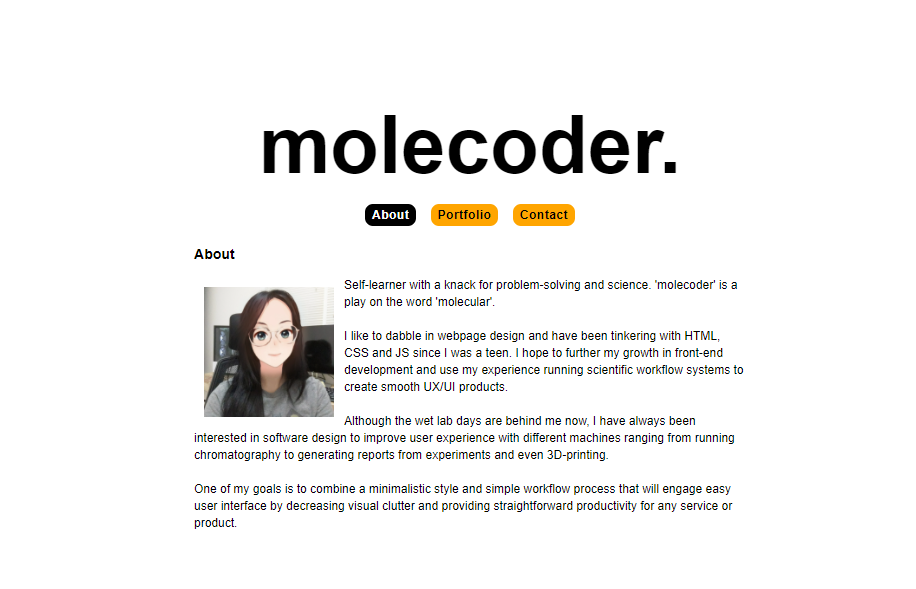 molecoder.
About Portfolio Contact
About
Self-learner with a knack for problem-solving and science. 'molecoder' is a
play on the word 'molecular'.
I like to dabble in webpage design and have been tinkering with HTML,
CSS and JS since I was a teen. I hope to further my growth in front-end
development and use my experience running scientific workflow systems to
create smooth UX/UI products.
Although the wet lab days are behind me now, I have always been
interested in software design to improve user experience with different machines ranging from running
chromatography to generating reports from experiments and even 3D-printing.
One of my goals is to combine a minimalistic style and simple workflow process that will engage easy
user interface by decreasing visual clutter and providing straightforward productivity for any service or
product.